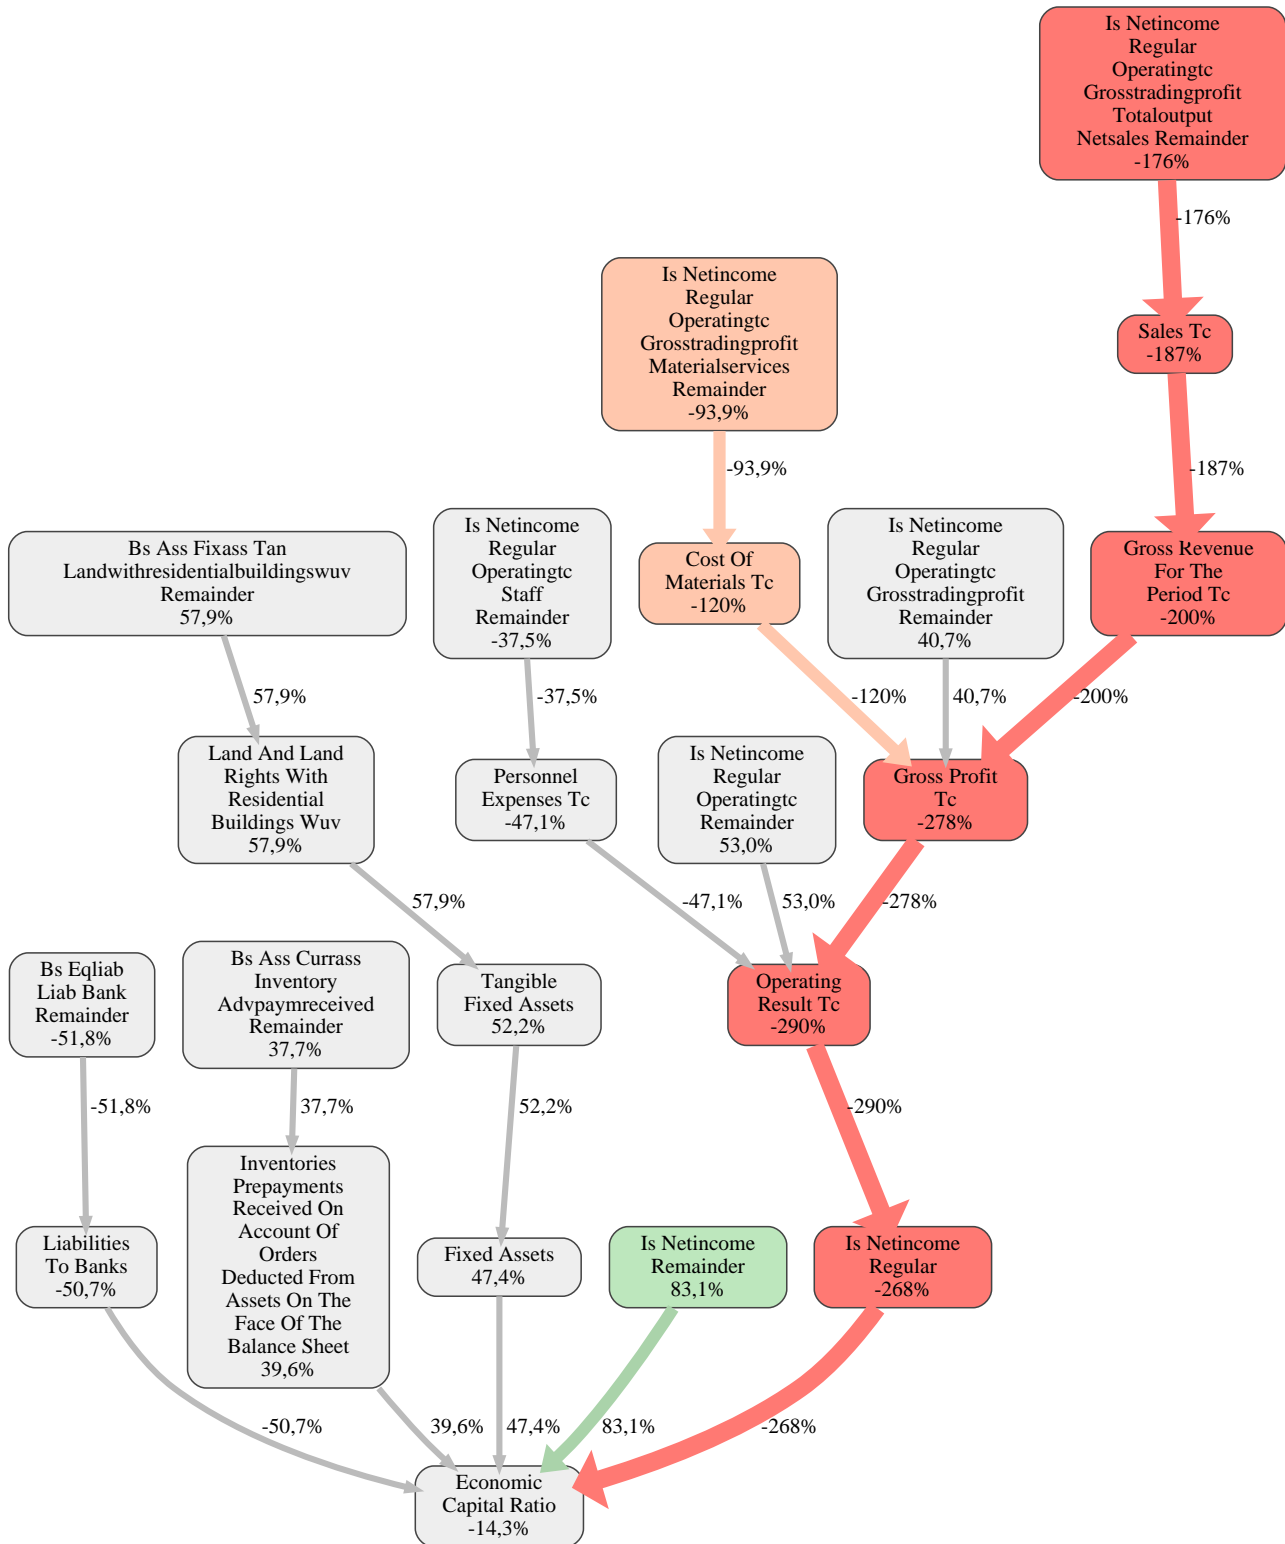 Is Netincome
Regular
Operatingtc
Grosstradingprofit
Totaloutput
Netsales Remainder
-176%
-176%
Is Netincome
Regular
Operatingtc
Grosstradingprofit
Materialservices
Remainder
-93,9%
Sales Tc
-187%
-93,9%
-187%
Bs Ass Fixass Tan
Landwithresidentialbuildingswuv
Remainder
57,9%
Is Netincome
Regular
Operatingtc
Staff
Remainder
-37,5%
Cost Of
Materials Tc
-120%
Is Netincome
Regular
Operatingtc
Grosstradingprofit
Remainder
40,7%
Gross Revenue
For The
Period Tc
-200%
57,9%
-37,5%
-120%
40,7%
-200%
Land And Land
Rights With
Residential
Buildings Wuv
57,9%
Personnel
Expenses Tc
-47,1%
Is Netincome
Regular
Operatingtc
Remainder
53,0%
Gross Profit
Tc
-278%
57,9%
-47,1%
53,0%
-278%
Bs Eqliab
Liab Bank
Remainder
-51,8%
Bs Ass Currass
Inventory
Advpaymreceived
Remainder
37,7%
Tangible
Fixed Assets
52,2%
Operating
Result Tc
-290%
-51,8%
37,7%
52,2%
-290%
Liabilities
To Banks
-50,7%
Inventories
Prepayments
Received On
Account Of
Orders
Deducted From
Assets On The
Face Of The
Balance Sheet
39,6%
Fixed Assets
47,4%
Is Netincome
Remainder
83,1%
Is Netincome
Regular
-268%
-50,7%
39,6%
47,4%
83,1%
-268%
Economic
Capital Ratio
-14,3%